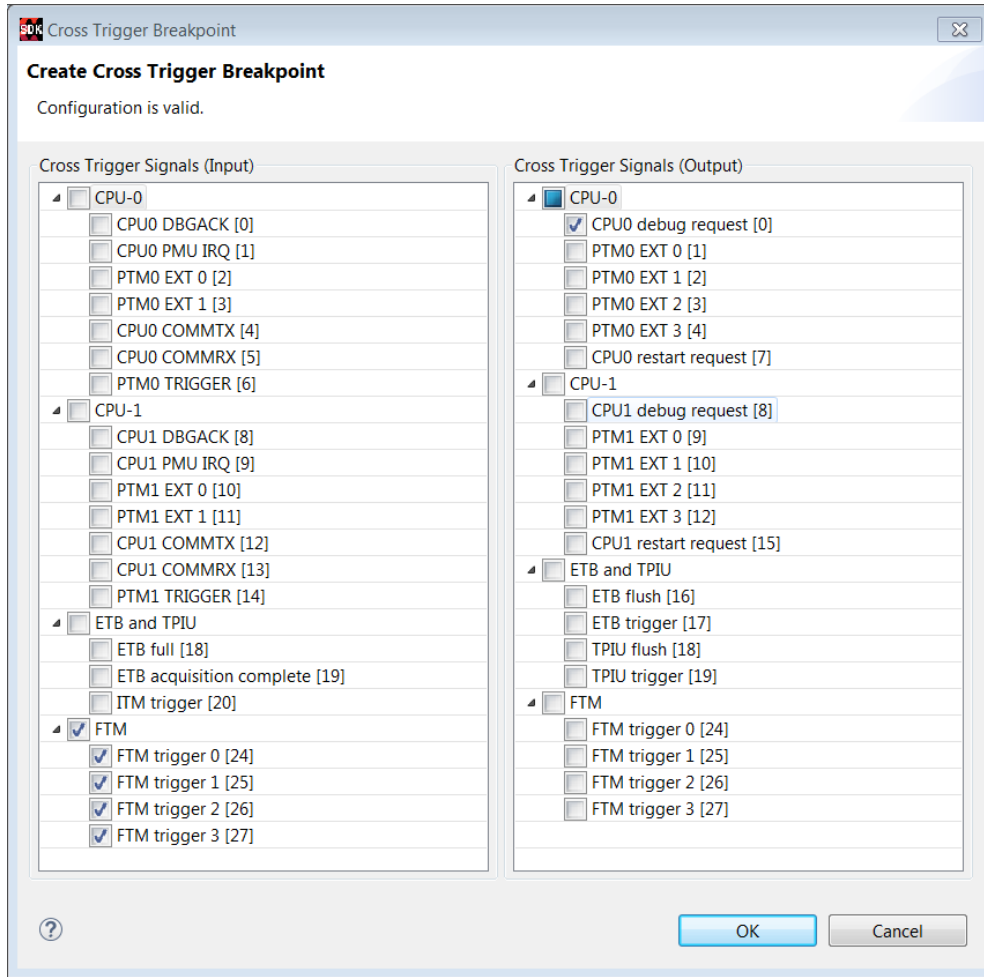 SDK Cross Trigger Breakpoint
Create Cross Trigger Breakpoint
Configuration is valid.
Cross Trigger Signals (Input)
CPU-0
CPU0 DBGACK [0]
CPU0 PMU IRQ [1]
PTM0 EXT 0 [2]
PTM0 EXT 1 [3]
CPU0 COMMTX [4]
CPU0 COMMRX [5]
PTM0 TRIGGER [6]
CPU-1
CPU1 DBGACK [8]
CPU1 PMU IRQ [9]
PTM1 EXT 0 [10]
PTM1 EXT 1 [11]
CPU1 COMMTX [12]
CPU1 COMMRX [13]
PTM1 TRIGGER [14]
ETB and TPIU
ETB full [18]
ETB acquisition complete [19]
ITM trigger [20]
FTM
FTM trigger 0 [24]
FTM trigger 1 [25]
FTM trigger 2 [26]
FTM trigger 3 [27]
Cross Trigger Signals (Output)
CPU-0
CPU0 debug request [0]
PTM0 EXT 0 [1]
PTM0 EXT 1 [2]
PTM0 EXT 2 [3]
PTM0 EXT 3 [4]
CPU0 restart request [7]
CPU-1
CPU1 debug request [8]
PTM1 EXT 0 [9]
PTM1 EXT 1 [10]
PTM1 EXT 2 [11]
PTM1 EXT 3 [12]
CPU1 restart request [15]
ETB and TPIU
ETB flush [16]
ETB trigger [17]
TPIU flush [18]
TPIU trigger [19]
FTM
FTM trigger 0 [24]
FTM trigger 1 [25]
FTM trigger 2 [26]
FTM trigger 3 [27]
?
OK
Cancel